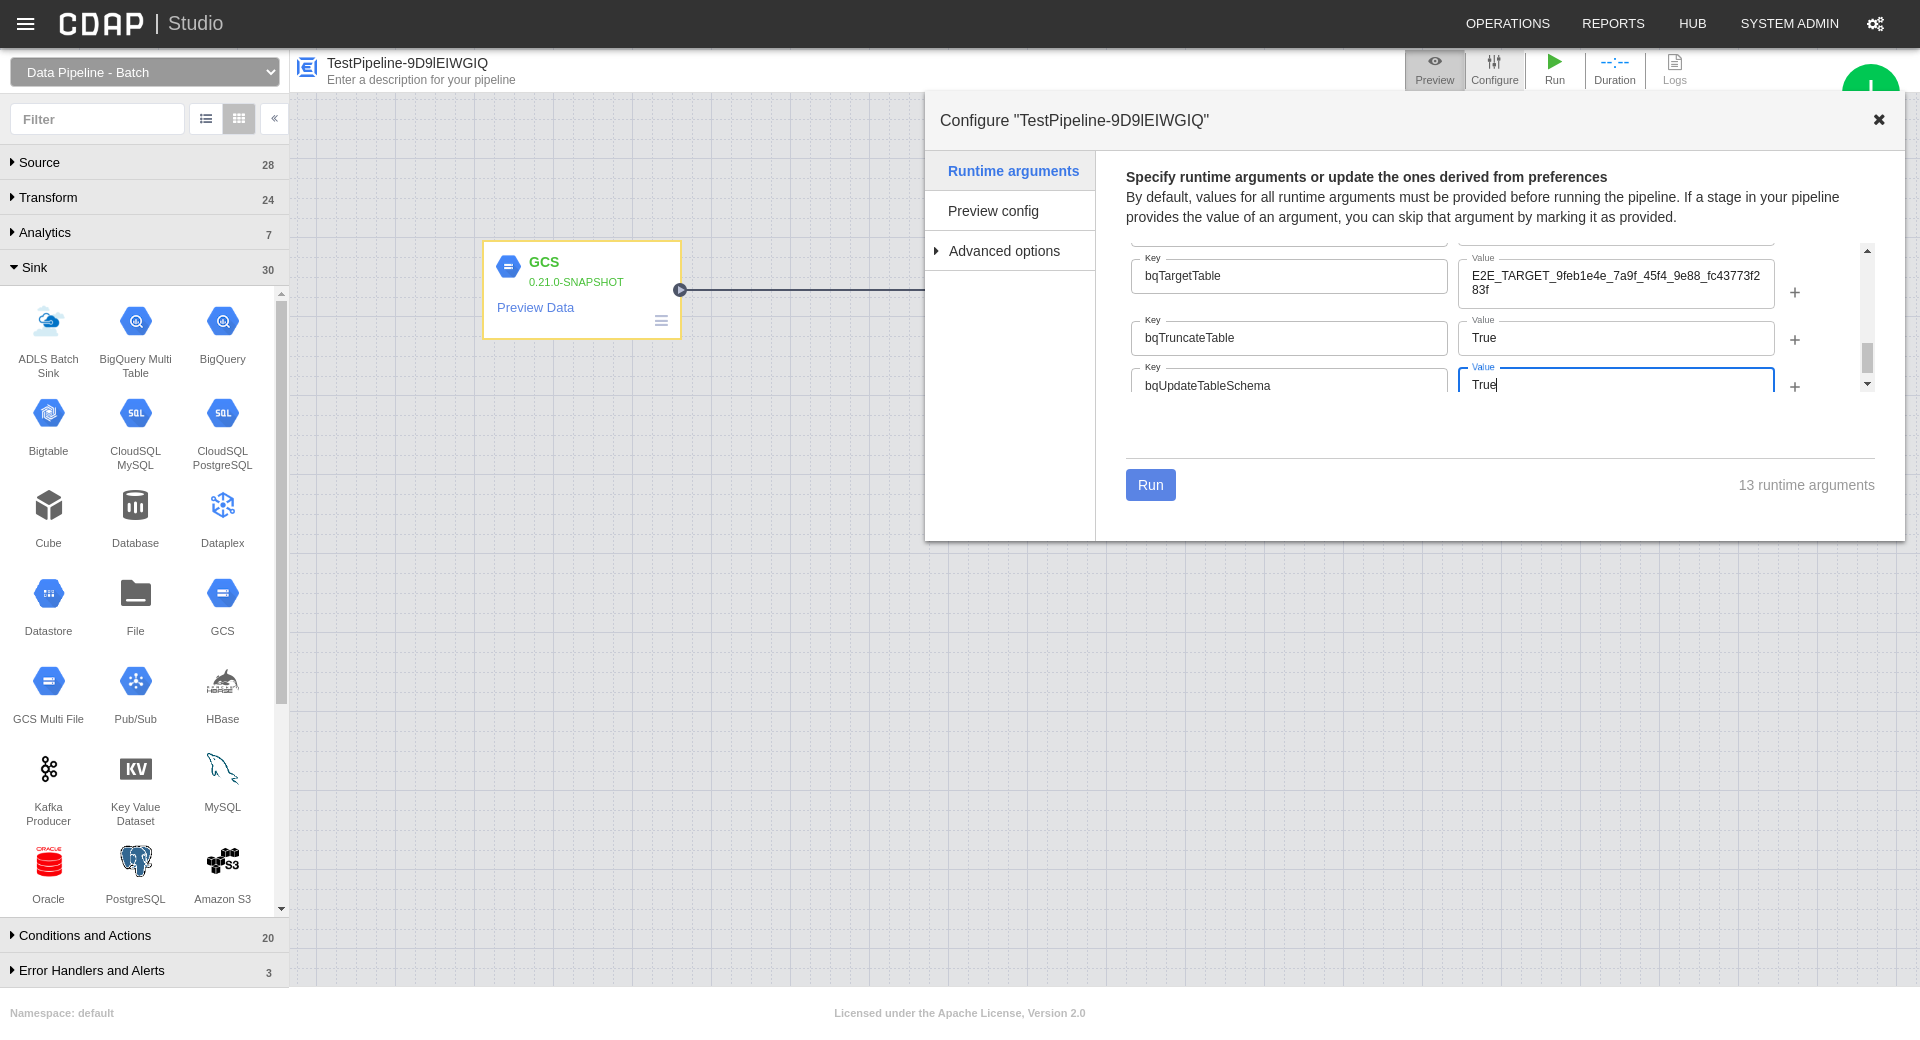 CDAP | Studio
OPERATIONS
REPORTS
HUB
SYSTEM ADMIN
Data Pipeline - Batch
TestPipeline-9D9lEIWGIQ
Enter a description for your pipeline
Preview
Configure
Run
--:--
Duration
Logs
Filter
Source 28
Transform 24
Analytics 7
Sink 30
ADLS Batch
Sink
BigQuery Multi
Table
BigQuery
Bigtable
SQL
CloudSQL
MySQL
SQL
CloudSQL
PostgreSQL
Cube
Database
Dataplex
Datastore
File
GCS
GCS Multi File
Pub/Sub
HBASE
HBase
Kafka
Producer
KV
Key Value
Dataset
MySQL
ORACLE
Oracle
PostgreSQL
S3
Amazon S3
Conditions and Actions 20
Error Handlers and Alerts 3
GCS
0.21.0-SNAPSHOT
Preview Data
Configure "TestPipeline-9D9lEIWGIQ"
Runtime arguments
Preview config
Advanced options
Specify runtime arguments or update the ones derived from preferences
By default, values for all runtime arguments must be provided before running the pipeline. If a stage in your pipeline
provides the value of an argument, you can skip that argument by marking it as provided.
Key
bqTargetTable
Value
E2E_TARGET_9feb1e4e_7a9f_45f4_9e88_fc43773f2
83f
Key
bqTruncateTable
Value
True
Key
bqUpdateTableSchema
Value
True
Run
13 runtime arguments
Namespace: default
Licensed under the Apache License, Version 2.0